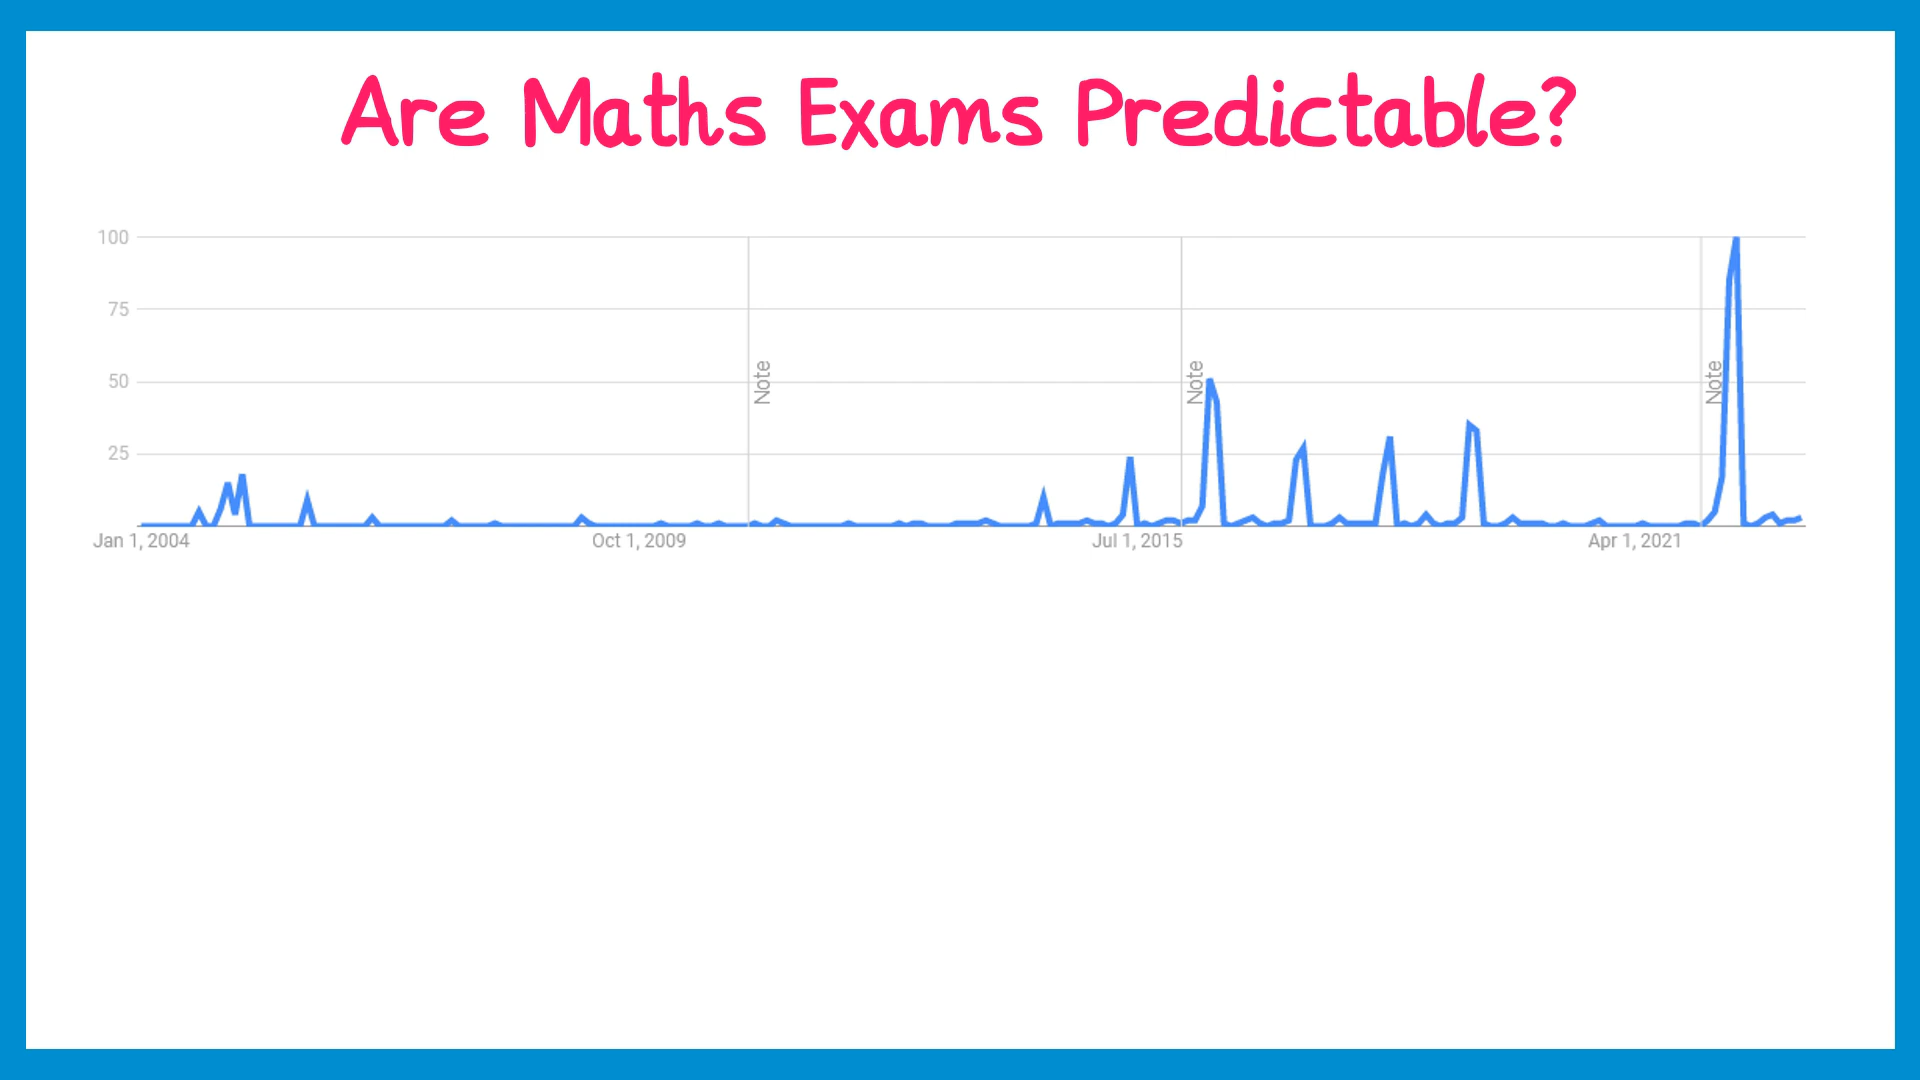 Are Maths Exams Predictable?
100
75
50
25
Note
Note
Note
Jan 1, 2004
Oct 1, 2009
Jul 1, 2015
Apr 1, 2021